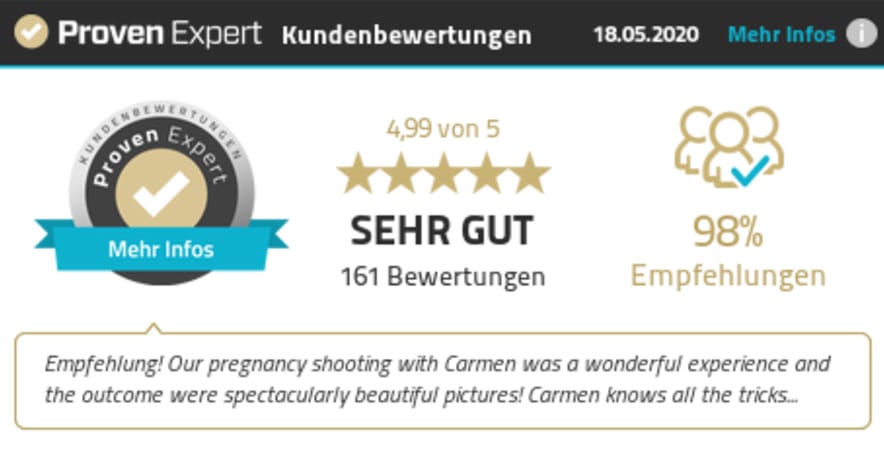 Proven Expert Kundenbewertungen 18.05.2020 Mehr Infos i
KUNDENBEWERTUNGEN
Proven Expert
Mehr Infos
4,99 von 5
SEHR GUT
161 Bewertungen
98%
Empfehlungen
Empfehlung! Our pregnancy shooting with Carmen was a wonderful experience and
the outcome were spectacularly beautiful pictures! Carmen knows all the tricks...